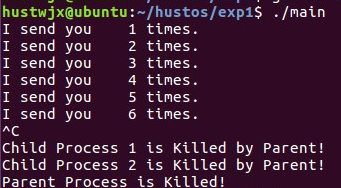 hustwjx@ubuntu:~/hustos/exp1$ ./main
I send you    1 times.
I send you    2 times.
I send you    3 times.
I send you    4 times.
I send you    5 times.
I send you    6 times.
^C
Child Process 1 is Killed by Parent!
Child Process 2 is Killed by Parent!
Parent Process is Killed!